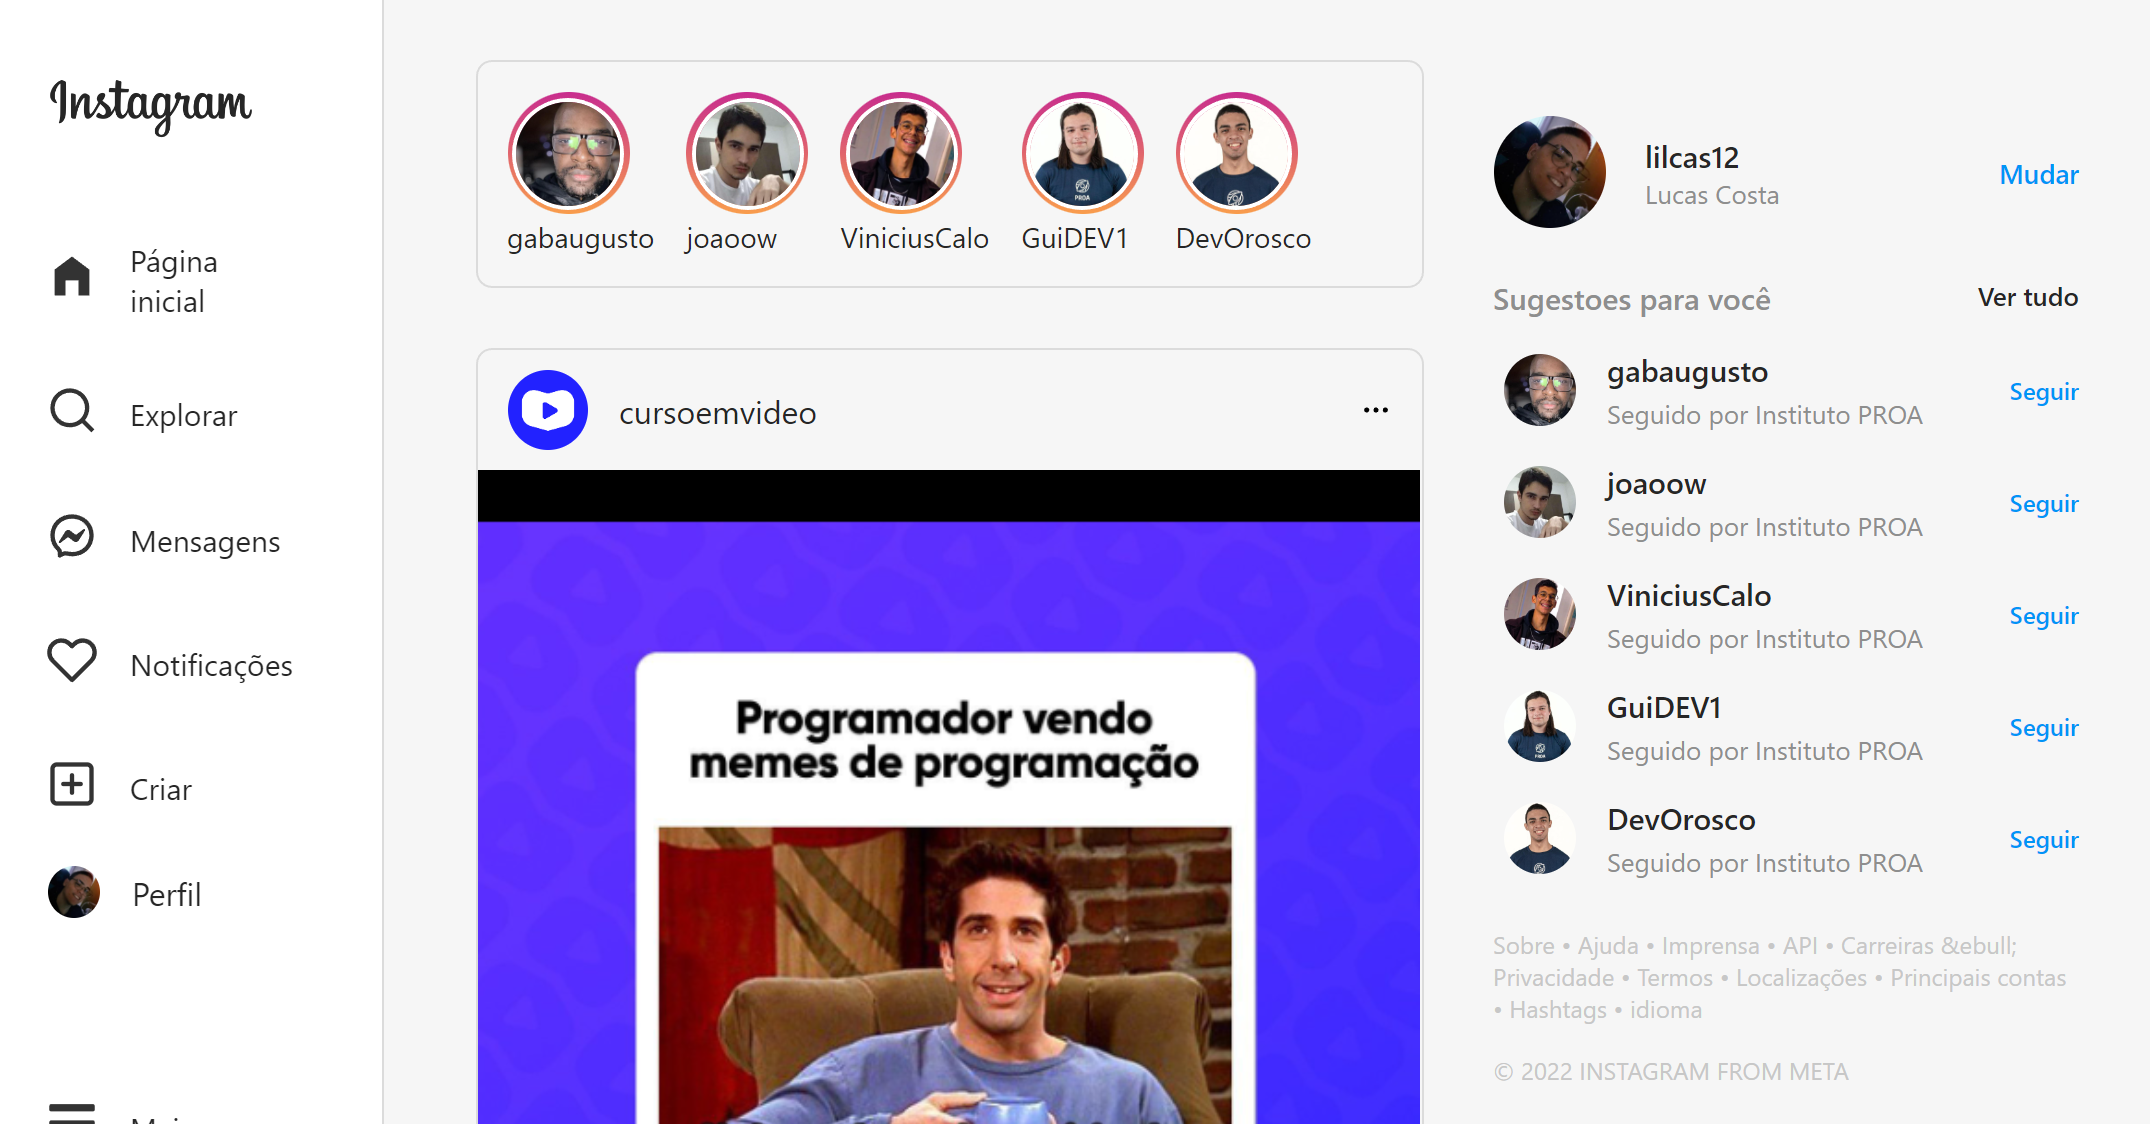 Instagram
Página
inicial
Explorar
Mensagens
Notificações
Criar
Perfil
gabaugusto
joaoow
ViniciusCalo
GuiDEV1
DevOrosco
cursoemvideo
Programador vendo
memes de programação
lilcas12
Lucas Costa
Mudar
Sugestoes para você
Ver tudo
gabaugusto
Seguido por Instituto PROA
Seguir
joaoow
Seguido por Instituto PROA
Seguir
ViniciusCalo
Seguido por Instituto PROA
Seguir
GuiDEV1
Seguido por Instituto PROA
Seguir
DevOrosco
Seguido por Instituto PROA
Seguir
Sobre • Ajuda • Imprensa • API • Carreiras &ebull;
Privacidade • Termos • Localizações • Principais contas
• Hashtags • idioma
© 2022 INSTAGRAM FROM META